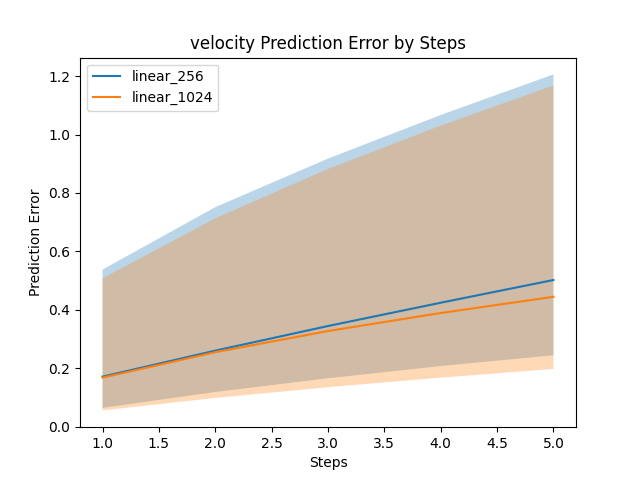 velocity Prediction Error by Steps
linear_256
linear_1024
Prediction Error
1.2
1.0
0.8
0.6
0.4
0.2
0.0
1.0 1.5 2.0 2.5 3.0 3.5 4.0 4.5 5.0
Steps